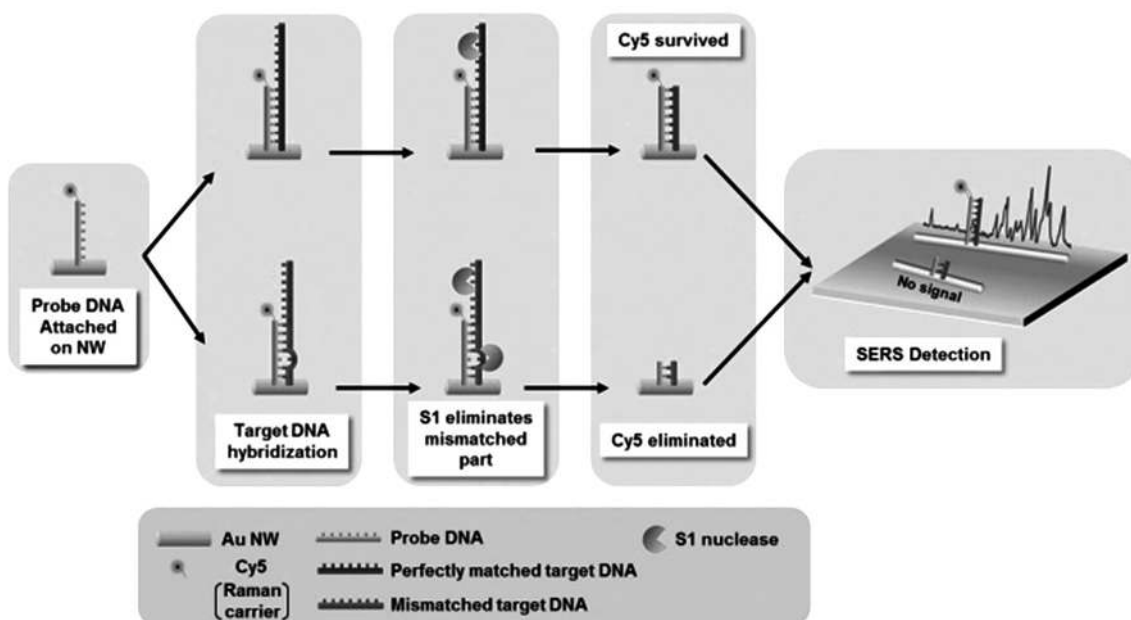 Cy5 survived
Probe DNA
Attached
on NW
Target DNA
hybridization
S1 eliminates
mismatched
part
Cy5 eliminated
No signal
SERS Detection
Au NW
Cy5
Raman
carrier
Probe DNA
Perfectly matched target DNA
Mismatched target DNA
S1 nuclease